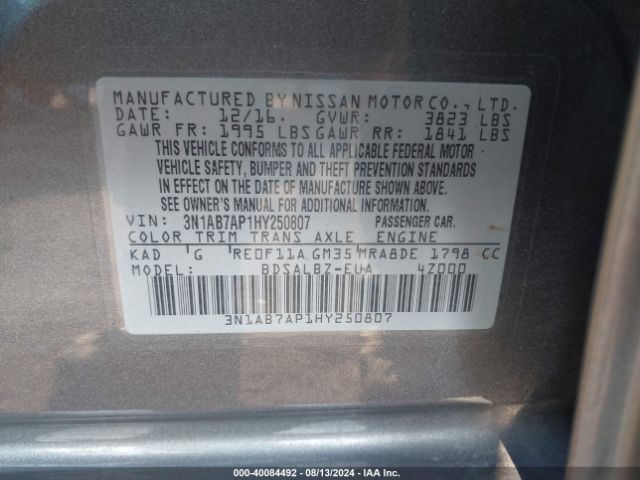 MANUFACTURED BY NISSAN MOTOR CO., LTD.
DATE: 12/16. GVWR: 3823 LBS
GAWR FR: 1995 LBS GAWR RR: 1841 LBS
THIS VEHICLE CONFORMS TO ALL APPLICABLE FEDERAL MOTOR
VEHICLE SAFETY, BUMPER AND THEFT PREVENTION STANDARDS
IN EFFECT ON THE DATE OF MANUFACTURE SHOWN ABOVE.
SEE OWNER'S MANUAL FOR ADDITIONAL INFORMATION.
VIN: 3N1AB7AP1HY250807 PASSENGER CAR.
COLOR TRIM TRANS AXLE ENGINE
KAD G RE0F11A GM35 MRA8DE 1798 CC
MODEL: BDSALBZ-EUA 4Z000
3N1AB7AP1HY250807
000-40084492 - 08/13/2024 - IAA Inc.